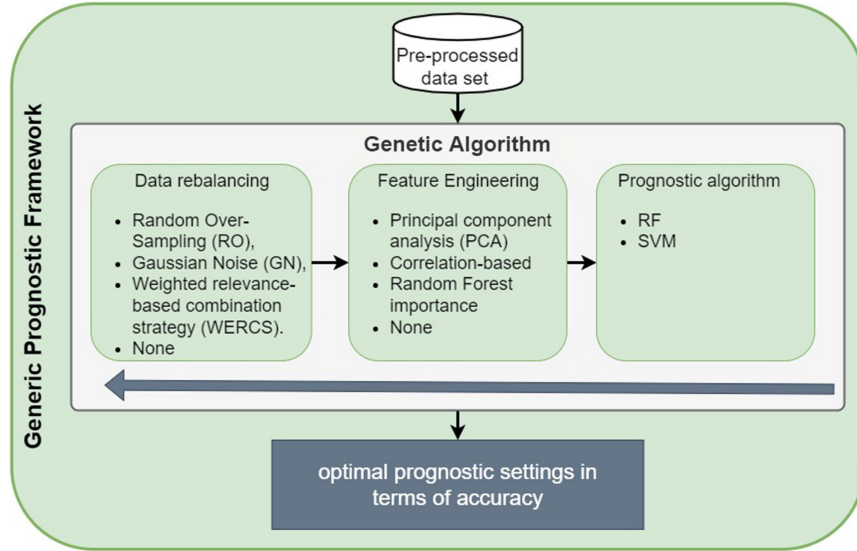 Generic Prognostic Framework
Pre-processed
data set
Genetic Algorithm
Data rebalancing
• Random Over-
Sampling (RO),
• Gaussian Noise (GN),
• Weighted relevance-
based combination
strategy (WERCS).
• None
Feature Engineering
• Principal component
analysis (PCA)
• Correlation-based
• Random Forest
importance
• None
Prognostic algorithm
• RF
• SVM
optimal prognostic settings in
terms of accuracy